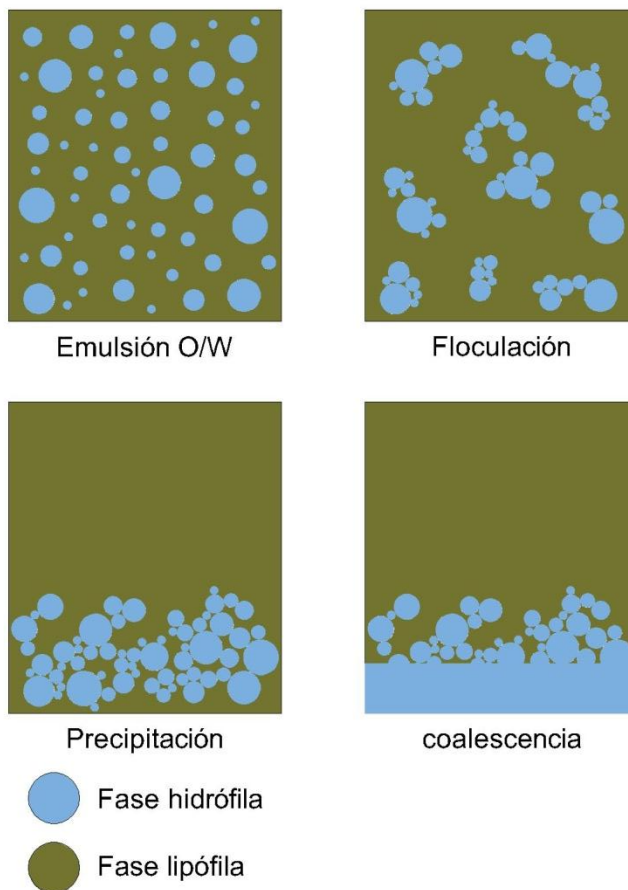 Emulsión O/W
Floculación
Precipitación
coalescencia
Fase hidrófila
Fase lipófila